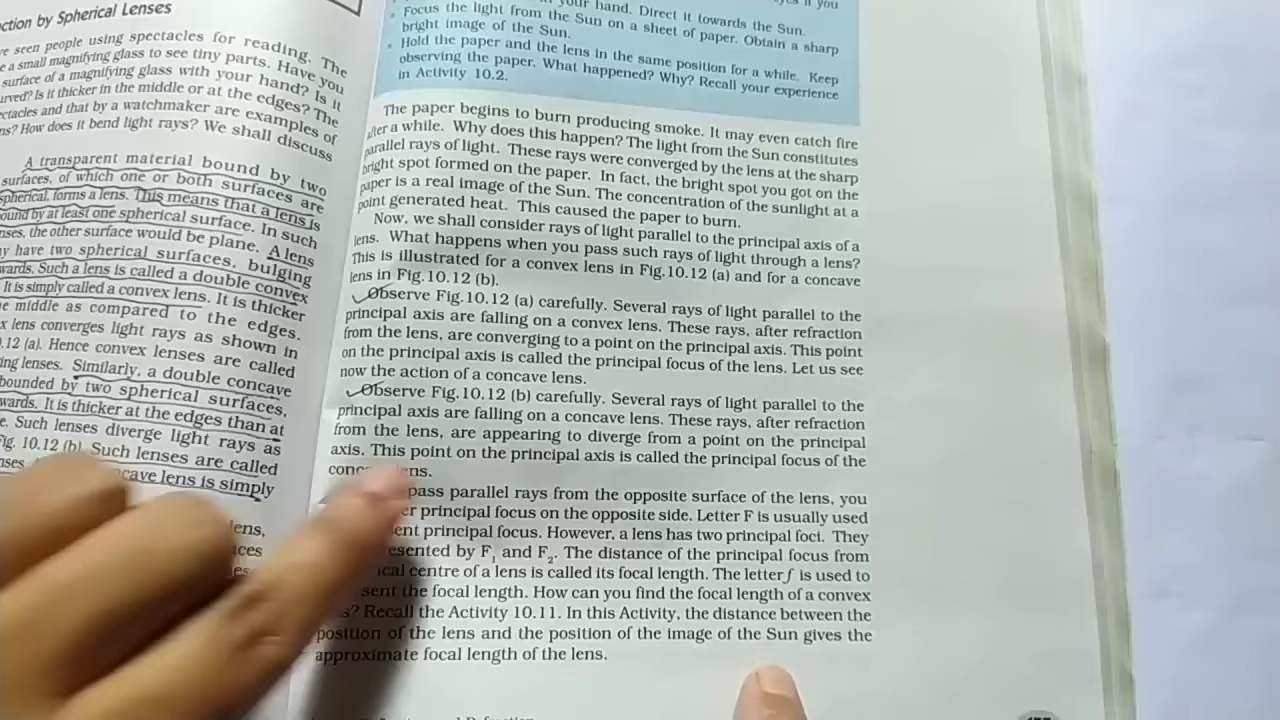 ction by Spherical Lenses
re seen people using spectacles for reading. The
e a small magnifying glass to see tiny parts. Have you
surface of a magnifying glass with your hand? Is it
urved? Is it thicker in the middle or at the edges? The
ectacles and that by a watchmaker are examples of
ns? How does it bend light rays? We shall discuss
A transparent material bound by two
surfaces, of which one or both surfaces are
spherical, forms a lens. This means that a lens is
ound by at least one spherical surface. In such
nses, the other surface would be plane. A lens
y have two spherical surfaces, bulging
wards. Such a lens is called a double convex
It is simply called a convex lens. It is thicker
e middle as compared to the edges.
x lens converges light rays as shown in
.12 (a). Hence convex lenses are called
ing lenses. Similarly, a double concave
bounded by two spherical surfaces,
wards. It is thicker at the edges than at
e. Such lenses diverge light rays as
Fig. 10.12 (b). Such lenses are called
nses. cave lens is simply
lens,
aces
es
your hand. Direct it towards the Sun.
• Focus the light from the Sun on a sheet of paper. Obtain a sharp
bright image of the Sun.
• Hold the paper and the lens in the same position for a while. Keep
observing the paper. What happened? Why? Recall your experience
in Activity 10.2.
The paper begins to burn producing smoke. It may even catch fire
after a while. Why does this happen? The light from the Sun constitutes
parallel rays of light. These rays were converged by the lens at the sharp
bright spot formed on the paper. In fact, the bright spot you got on the
paper is a real image of the Sun. The concentration of the sunlight at a
point generated heat. This caused the paper to burn.
Now, we shall consider rays of light parallel to the principal axis of a
lens. What happens when you pass such rays of light through a lens?
This is illustrated for a convex lens in Fig.10.12 (a) and for a concave
lens in Fig.10.12 (b).
Observe Fig.10.12 (a) carefully. Several rays of light parallel to the
principal axis are falling on a convex lens. These rays, after refraction
from the lens, are converging to a point on the principal axis. This point
on the principal axis is called the principal focus of the lens. Let us see
now the action of a concave lens.
Observe Fig.10.12 (b) carefully. Several rays of light parallel to the
principal axis are falling on a concave lens. These rays, after refraction
from the lens, are appearing to diverge from a point on the principal
axis. This point on the principal axis is called the principal focus of the
conc ens.
pass parallel rays from the opposite surface of the lens, you
er principal focus on the opposite side. Letter F is usually used
ent principal focus. However, a lens has two principal foci. They
esented by F₁ and F₂. The distance of the principal focus from
ical centre of a lens is called its focal length. The letter f is used to
sent the focal length. How can you find the focal length of a convex
s? Recall the Activity 10.11. In this Activity, the distance between the
position of the lens and the position of the image of the Sun gives the
approximate focal length of the lens.